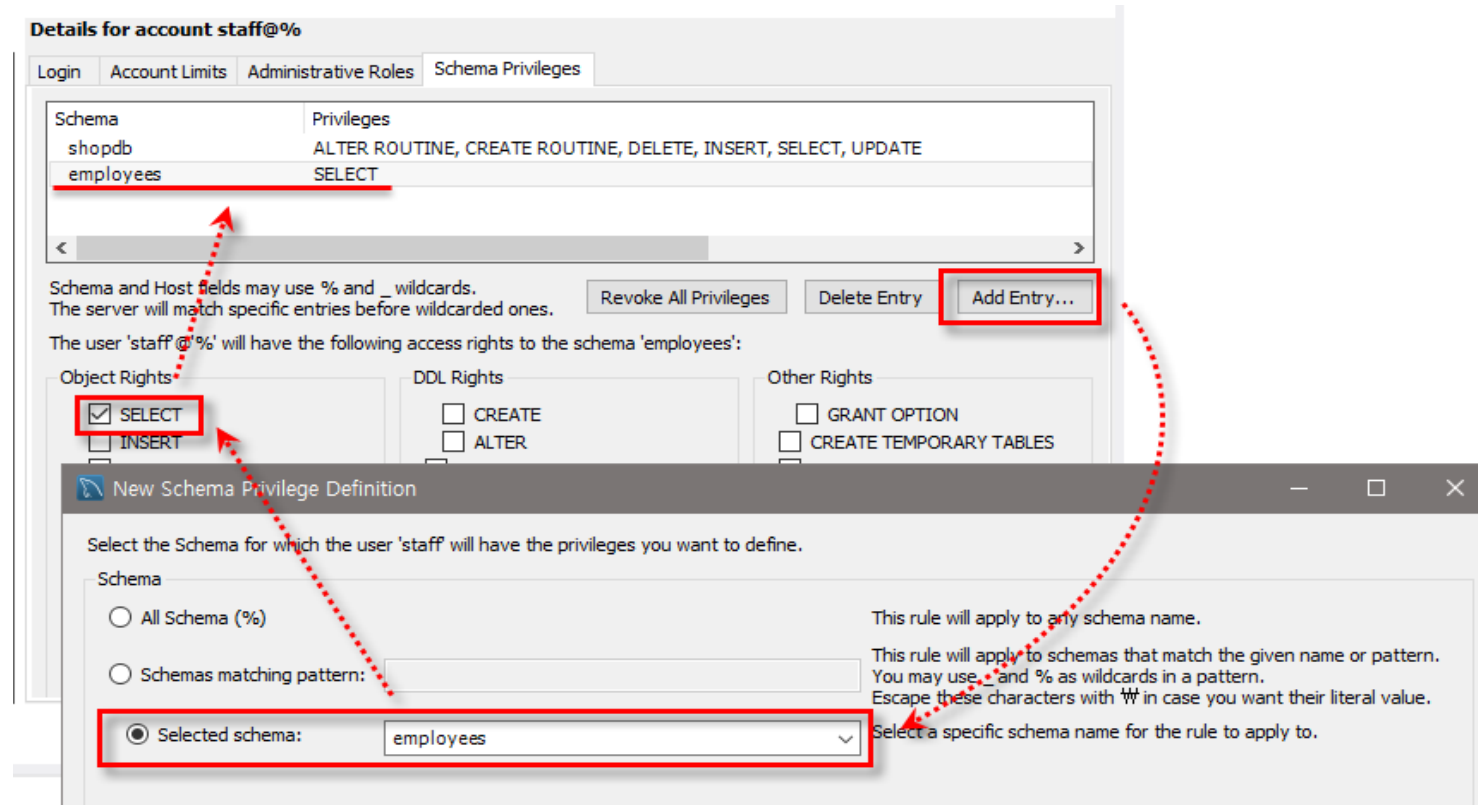 Details for account staff@%
Login Account Limits Administrative Roles Schema Privileges
Schema Privileges
shopdb ALTER ROUTINE, CREATE ROUTINE, DELETE, INSERT, SELECT, UPDATE
employees SELECT
Schema and Host fields may use % and _ wildcards.
The server will match specific entries before wildcarded ones.
Revoke All Privileges Delete Entry Add Entry...
The user 'staff'@'%' will have the following access rights to the schema 'employees':
Object Rights DDL Rights Other Rights
SELECT CREATE GRANT OPTION
INSERT ALTER CREATE TEMPORARY TABLES
New Schema Privilege Definition
Select the Schema for which the user 'staff' will have the privileges you want to define.
Schema
All Schema (%) This rule will apply to any schema name.
Schemas matching pattern: This rule will apply to schemas that match the given name or pattern.
You may use _ and % as wildcards in a pattern.
Escape these characters with ₩ in case you want their literal value.
Selected schema: employees Select a specific schema name for the rule to apply to.